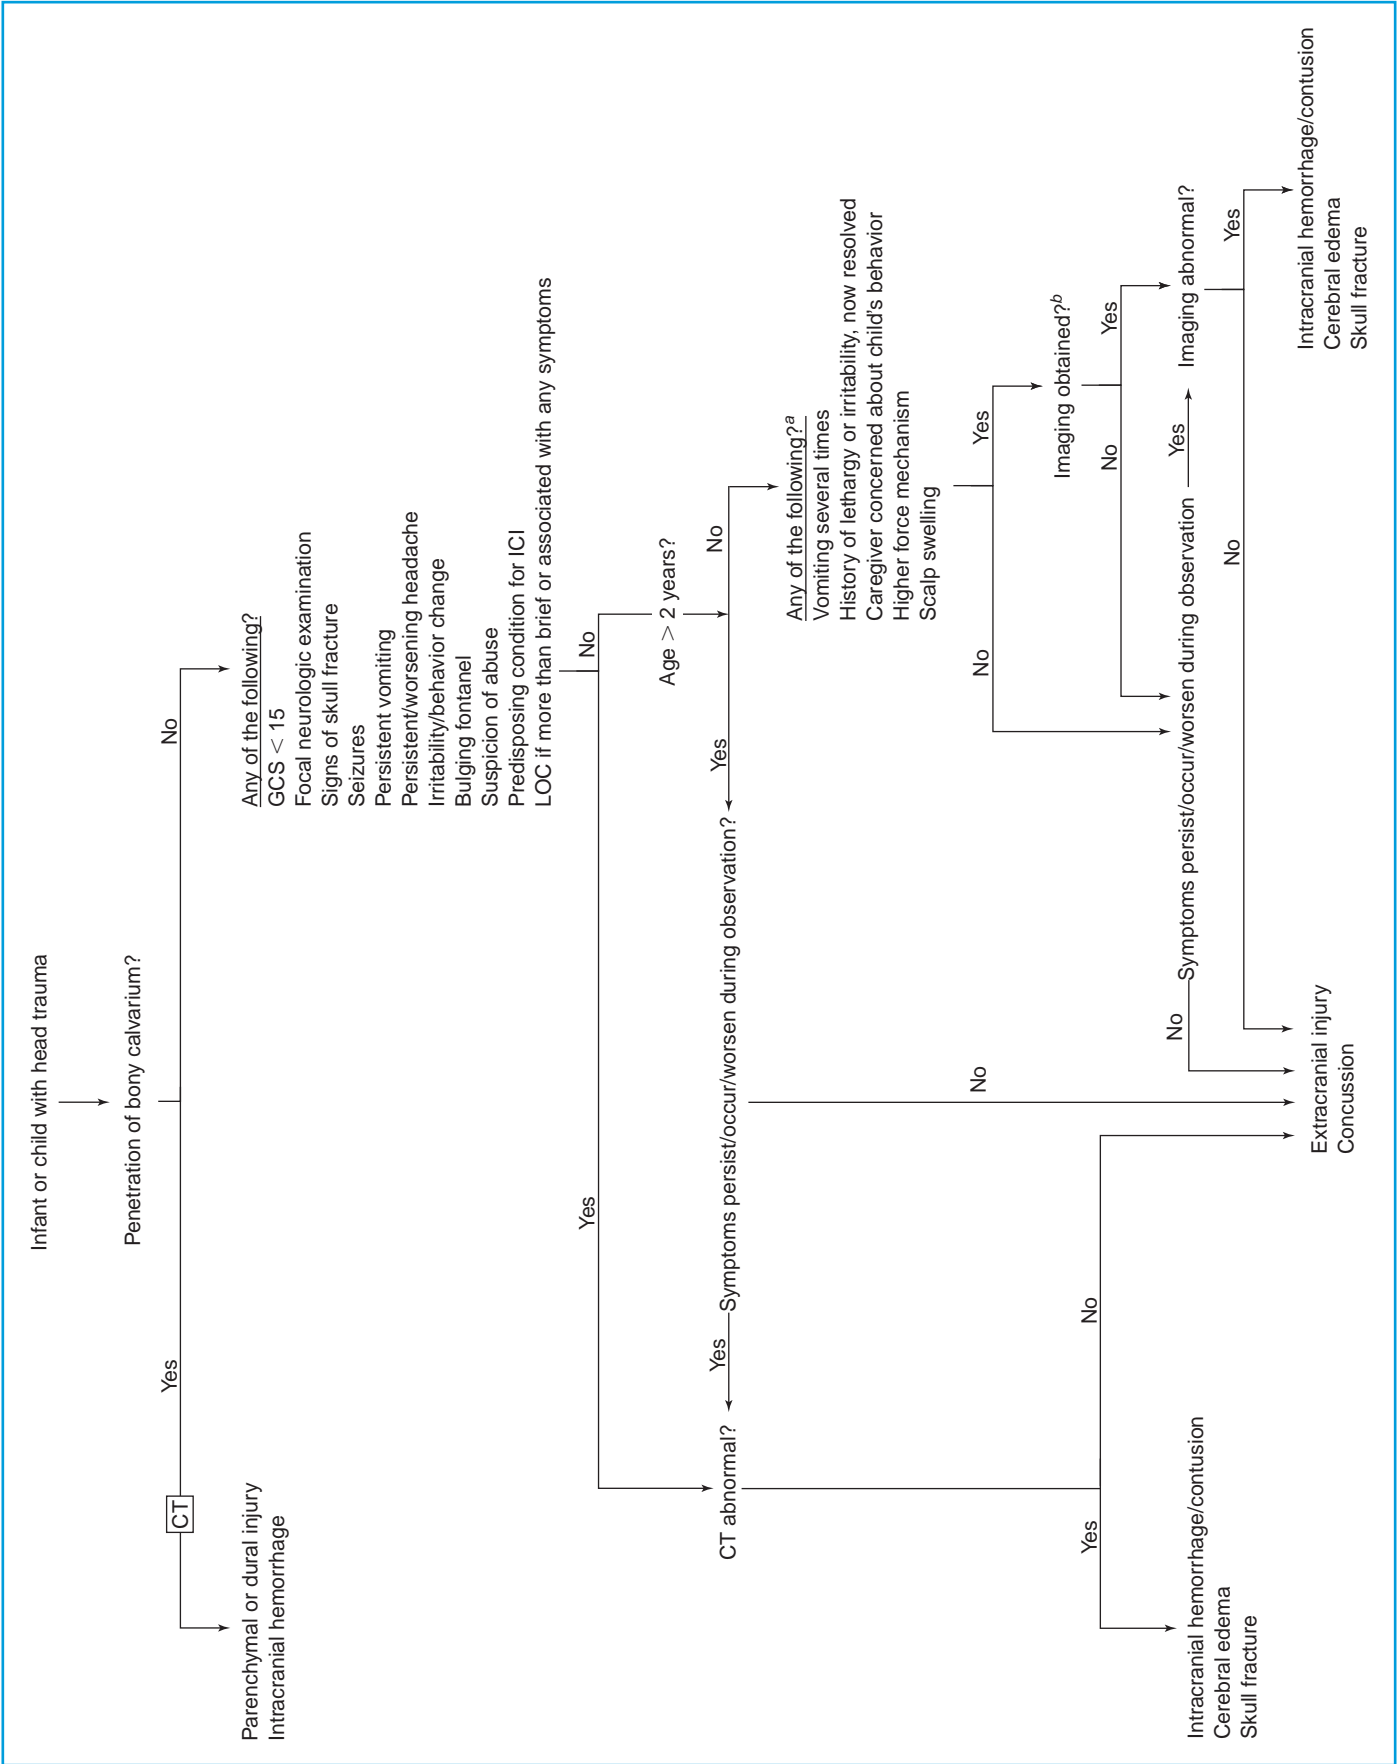 Infant or child with head trauma
Penetration of bony calvarium?
Yes
No
CT
Parenchymal or dural injury
Intracranial hemorrhage
Any of the following?
GCS < 15
Focal neurologic examination
Signs of skull fracture
Seizures
Persistent vomiting
Persistent/worsening headache
Irritability/behavior change
Bulging fontanel
Suspicion of abuse
Predisposing condition for ICI
LOC if more than brief or associated with any symptoms
Yes
No
Age > 2 years?
Yes
No
CT abnormal?
Yes
Symptoms persist/occur/worsen during observation?
Any of the following?a
Vomiting several times
History of lethargy or irritability, now resolved
Caregiver concerned about child's behavior
Higher force mechanism
Scalp swelling
No
Yes
Imaging obtained?b
No
Yes
Yes
No
No
Symptoms persist/occur/worsen during observation
Yes
Imaging abnormal?
No
No
Yes
Intracranial hemorrhage/contusion
Cerebral edema
Skull fracture
Extracranial injury
Concussion
Intracranial hemorrhage/contusion
Cerebral edema
Skull fracture